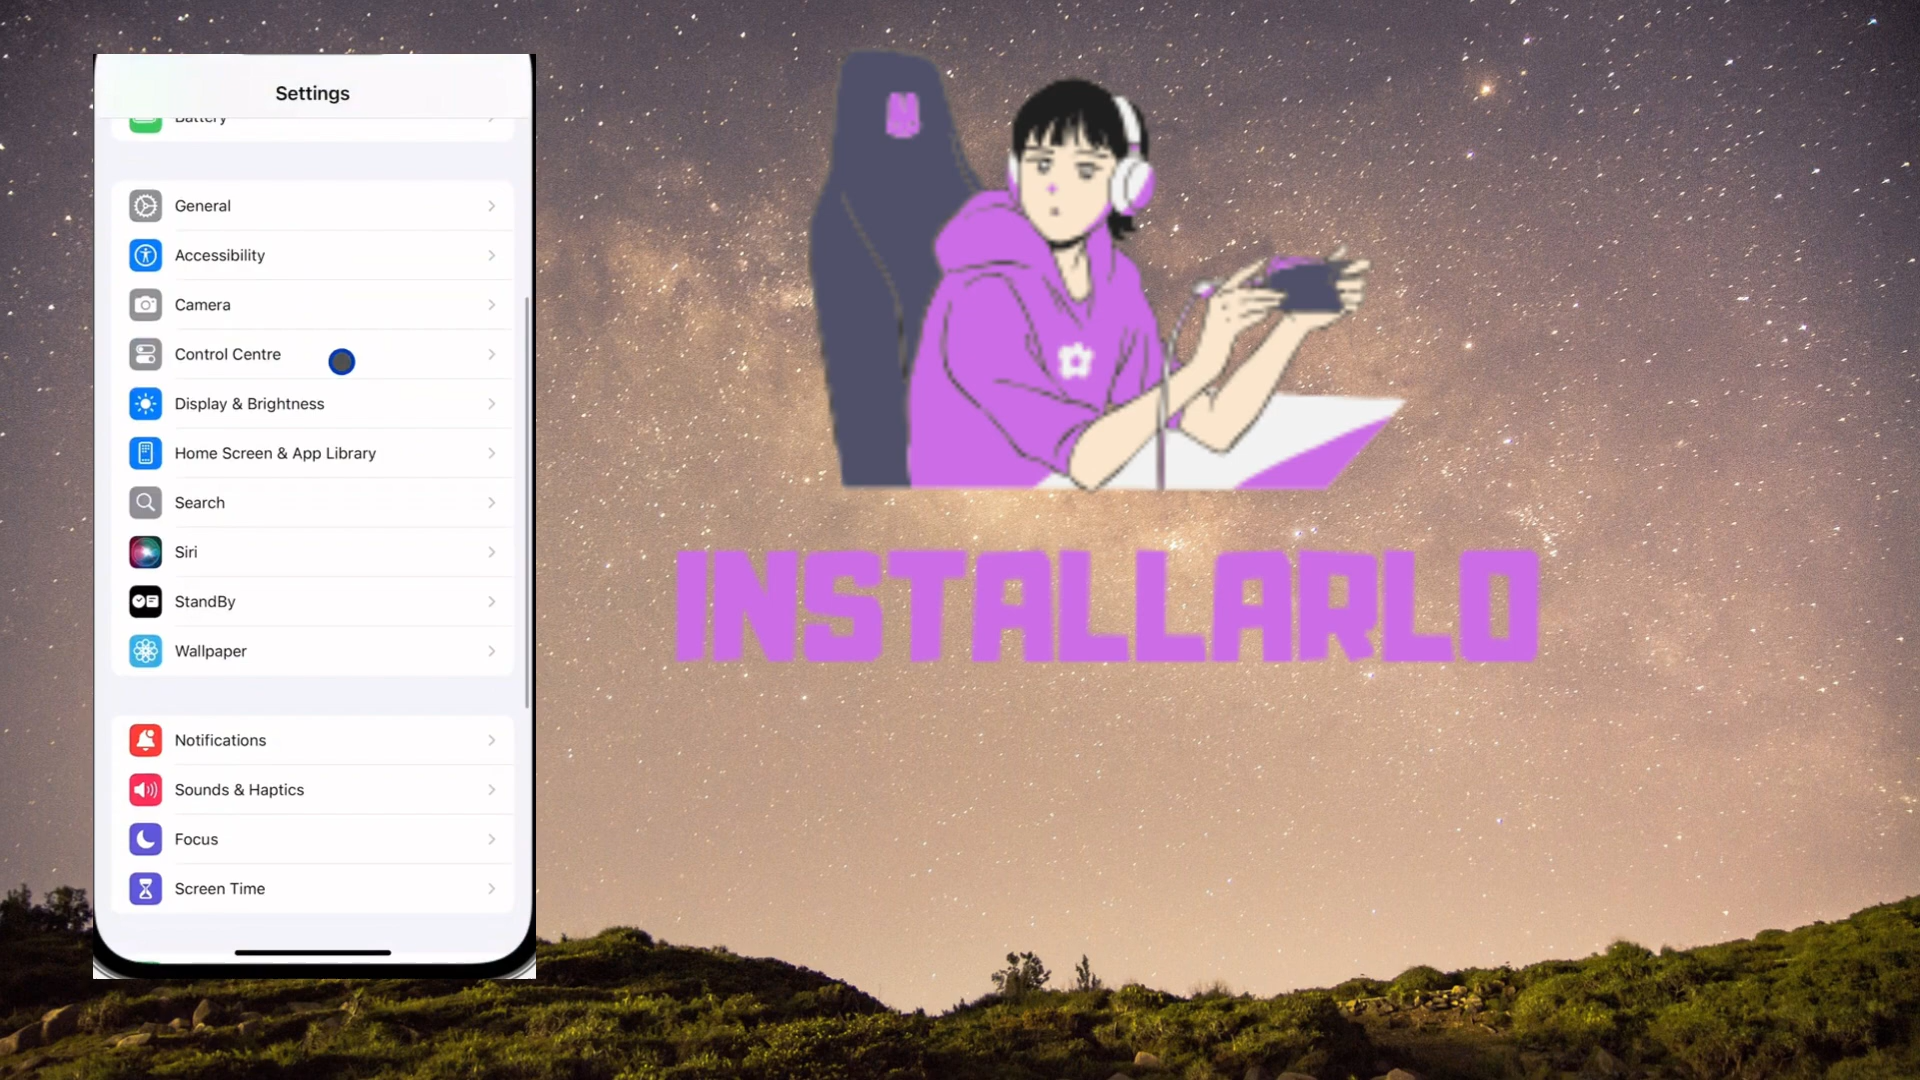 Settings
Battery
General
Accessibility
Camera
Control Centre
Display & Brightness
Home Screen & App Library
Search
Siri
StandBy
Wallpaper
Notifications
Sounds & Haptics
Focus
Screen Time
INSTALLARLO